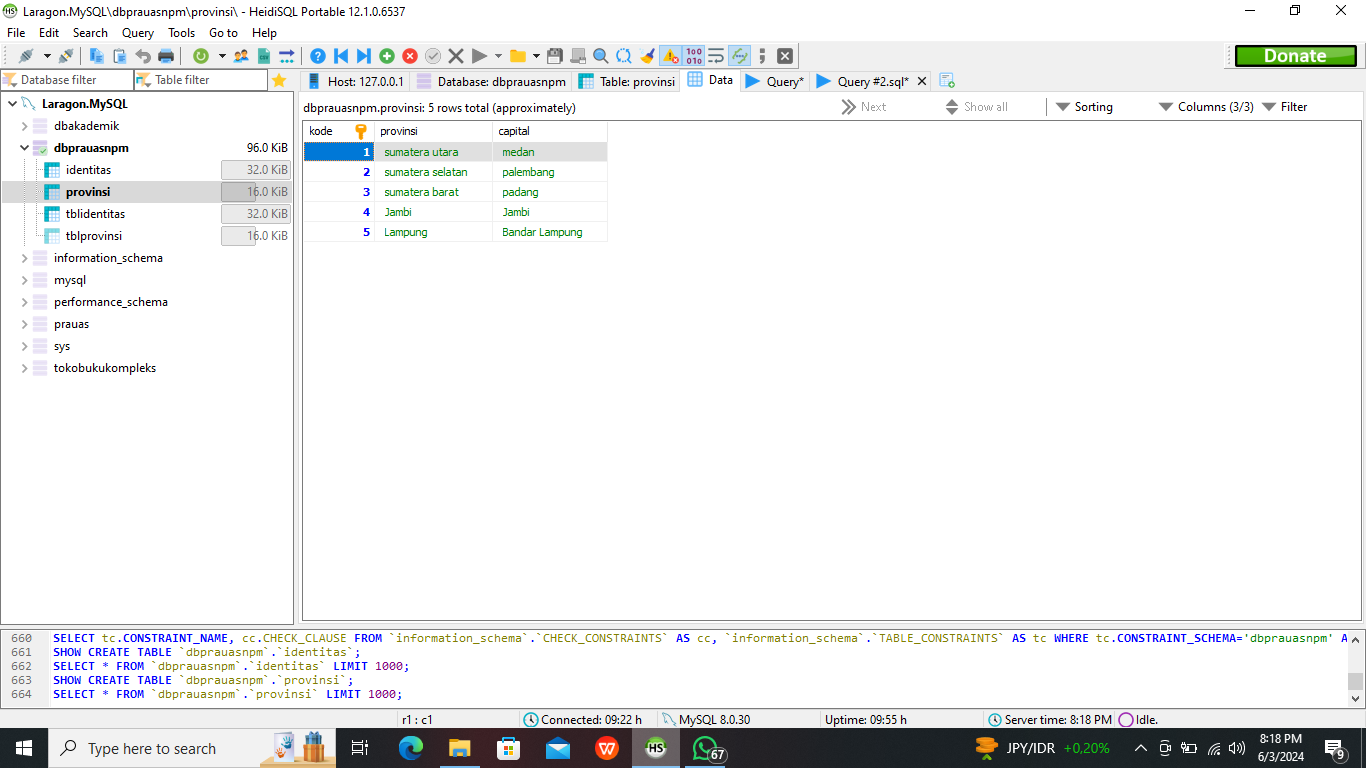 Laragon.MySQL\dbprauasnpm\provinsi\ - HeidiSQL Portable 12.1.0.6537
File Edit Search Query Tools Go to Help
Donate
Database filter Table filter
Host: 127.0.0.1 Database: dbprauasnpm Table: provinsi Data Query* Query #2.sql*
dbprauasnpm.provinsi: 5 rows total (approximately) Next Show all Sorting Columns (3/3) Filter
Laragon.MySQL
dbakademik
dbprauasnpm 96.0 KiB
identitas 32.0 KiB
provinsi 16.0 KiB
tblidentitas 32.0 KiB
tblprovinsi 16.0 KiB
information_schema
mysql
performance_schema
prauas
sys
tokobukukompleks
kode provinsi capital
1 sumatera utara medan
2 sumatera selatan palembang
3 sumatera barat padang
4 Jambi Jambi
5 Lampung Bandar Lampung
660 SELECT tc.CONSTRAINT_NAME, cc.CHECK_CLAUSE FROM `information_schema`.`CHECK_CONSTRAINTS` AS cc, `information_schema`.`TABLE_CONSTRAINTS` AS tc WHERE tc.CONSTRAINT_SCHEMA='dbprauasnpm' A
661 SHOW CREATE TABLE `dbprauasnpm`.`identitas`;
662 SELECT * FROM `dbprauasnpm`.`identitas` LIMIT 1000;
663 SHOW CREATE TABLE `dbprauasnpm`.`provinsi`;
664 SELECT * FROM `dbprauasnpm`.`provinsi` LIMIT 1000;
r1 : c1 Connected: 09:22 h MySQL 8.0.30 Uptime: 09:55 h Server time: 8:18 PM Idle.
Type here to search HS 67 JPY/IDR +0,20% 8:18 PM
6/3/2024 9